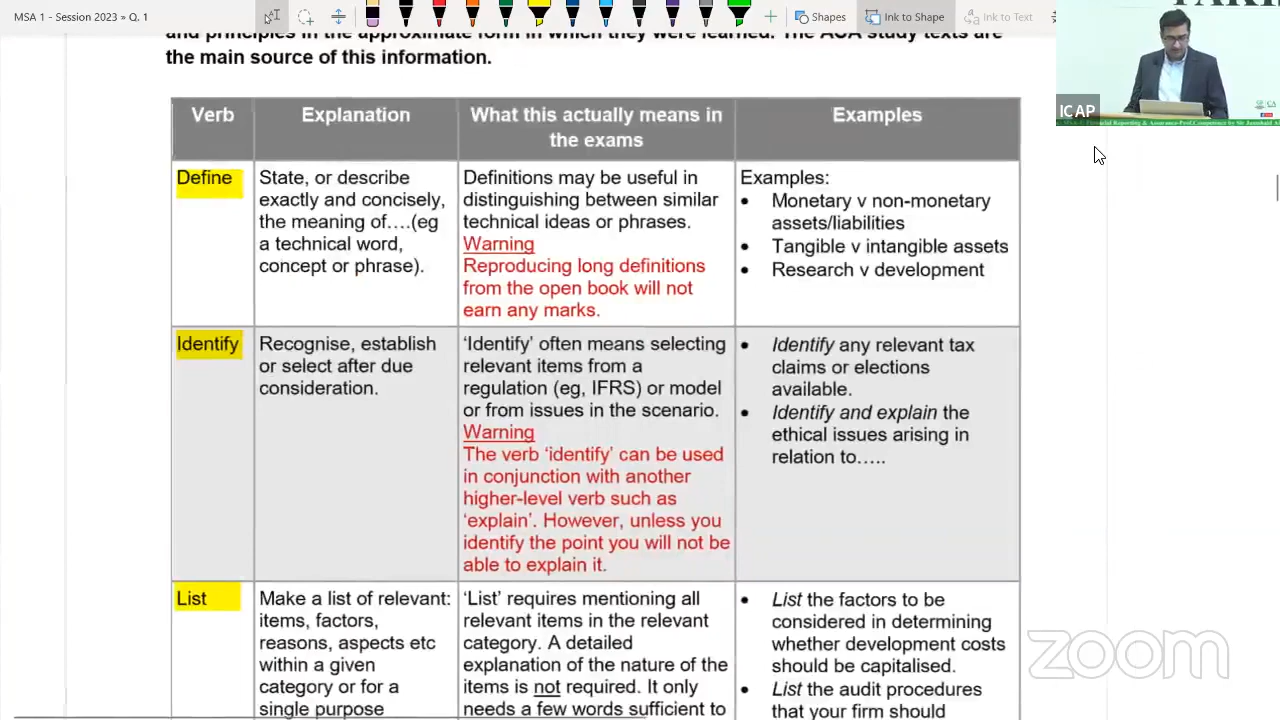 MSA 1 - Session 2023 » Q. 1
Shapes
Ink to Shape
Ink to Text
ICAP
and principles in the approximate form in which they were learned. The ACA study texts are
the main source of this information.
Verb
Explanation
What this actually means in
the exams
Examples
Define
State, or describe
exactly and concisely,
the meaning of….(eg
a technical word,
concept or phrase).
Definitions may be useful in
distinguishing between similar
technical ideas or phrases.
Warning
Reproducing long definitions
from the open book will not
earn any marks.
Examples:
• Monetary v non-monetary
assets/liabilities
• Tangible v intangible assets
• Research v development
Identify
Recognise, establish
or select after due
consideration.
‘Identify’ often means selecting
relevant items from a
regulation (eg, IFRS) or model
or from issues in the scenario.
Warning
The verb ‘identify’ can be used
in conjunction with another
higher-level verb such as
‘explain’. However, unless you
identify the point you will not be
able to explain it.
• Identify any relevant tax
claims or elections
available.
• Identify and explain the
ethical issues arising in
relation to…..
List
Make a list of relevant:
items, factors,
reasons, aspects etc
within a given
category or for a
single purpose
‘List’ requires mentioning all
relevant items in the relevant
category. A detailed
explanation of the nature of the
items is not required. It only
needs a few words sufficient to
• List the factors to be
considered in determining
whether development costs
should be capitalised.
• List the audit procedures
that your firm should
zoom